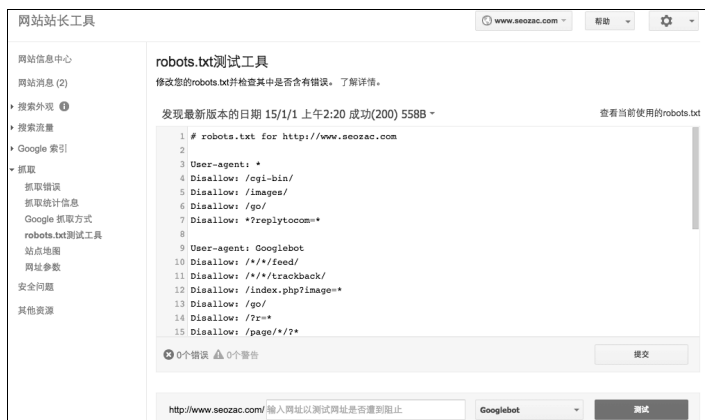 网站站长工具
www.seozac.com
帮助
网站信息中心
网站消息 (2)
搜索外观
搜索流量
Google 索引
抓取
抓取错误
抓取统计信息
Google 抓取方式
robots.txt测试工具
站点地图
网址参数
安全问题
其他资源
robots.txt测试工具
修改您的robots.txt并检查其中是否含有错误。 了解详情。
发现最新版本的日期 15/1/1 上午2:20 成功(200) 558B
查看当前使用的robots.txt
1 # robots.txt for http://www.seozac.com
2
3 User-agent: *
4 Disallow: /cgi-bin/
5 Disallow: /images/
6 Disallow: /go/
7 Disallow: *?replytocom=*
8
9 User-agent: Googlebot
10 Disallow: /*/*/feed/
11 Disallow: /*/*/trackback/
12 Disallow: /index.php?image=*
13 Disallow: /go/
14 Disallow: /?r=*
15 Disallow: /page/*/?*
0个错误 0个警告
提交
http://www.seozac.com/ 输入网址以测试网址是否遭到阻止
Googlebot
测试